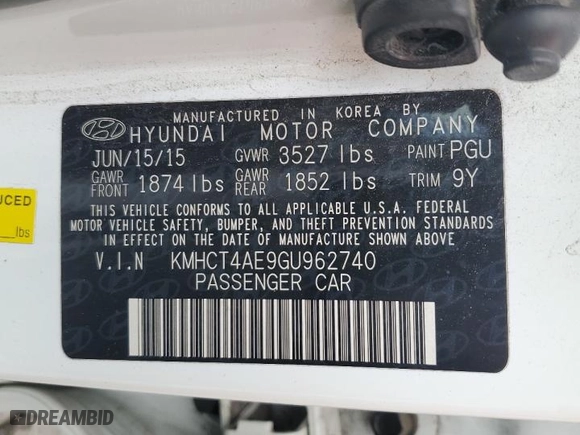 MANUFACTURED IN KOREA BY
HYUNDAI MOTOR COMPANY
JUN/15/15 GVWR 3527 lbs PAINT PGU
GAWR FRONT 1874 lbs GAWR REAR 1852 lbs TRIM 9Y
THIS VEHICLE CONFORMS TO ALL APPLICABLE U.S.A. FEDERAL
MOTOR VEHICLE SAFETY, BUMPER, AND THEFT PREVENTION STANDARDS
IN EFFECT ON THE DATE OF MANUFACTURE SHOWN ABOVE
V.I.N KMHCT4AE9GU962740
PASSENGER CAR
UCED
lbs
DREAMBID